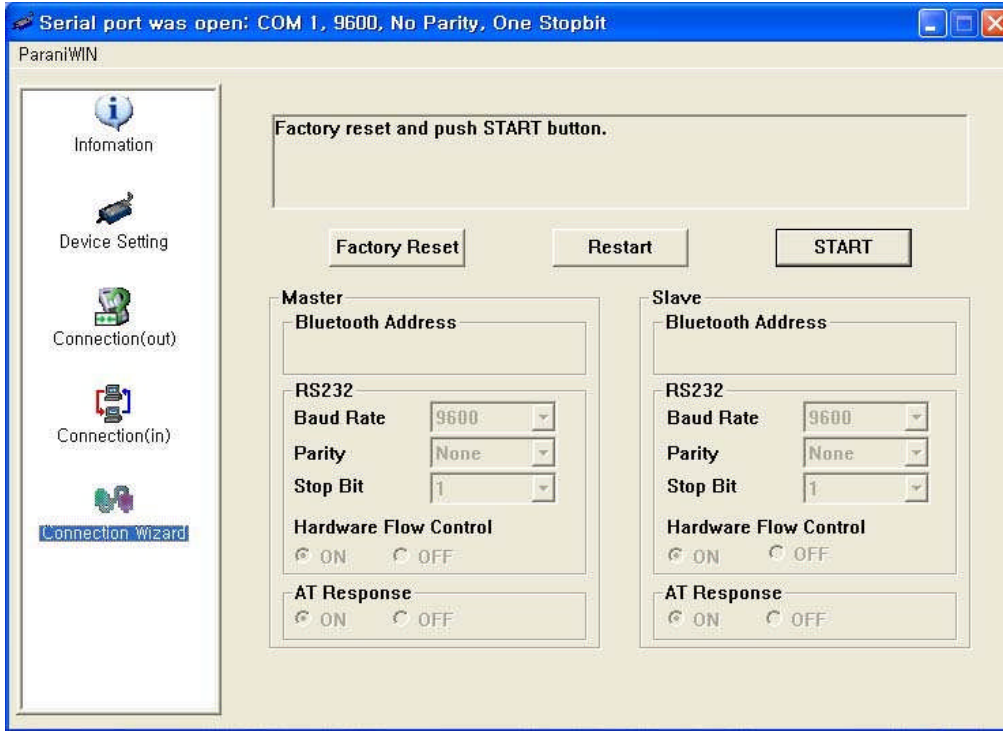 Serial port was open: COM 1, 9600, No Parity, One Stopbit
ParaniWIN
Infomation
Device Setting
Connection(out)
Connection(in)
Connection Wizard
Factory reset and push START button.
Factory Reset
Restart
START
Master
Bluetooth Address
RS232
Baud Rate 9600
Parity None
Stop Bit 1
Hardware Flow Control
ON OFF
AT Response
ON OFF
Slave
Bluetooth Address
RS232
Baud Rate 9600
Parity None
Stop Bit 1
Hardware Flow Control
ON OFF
AT Response
ON OFF